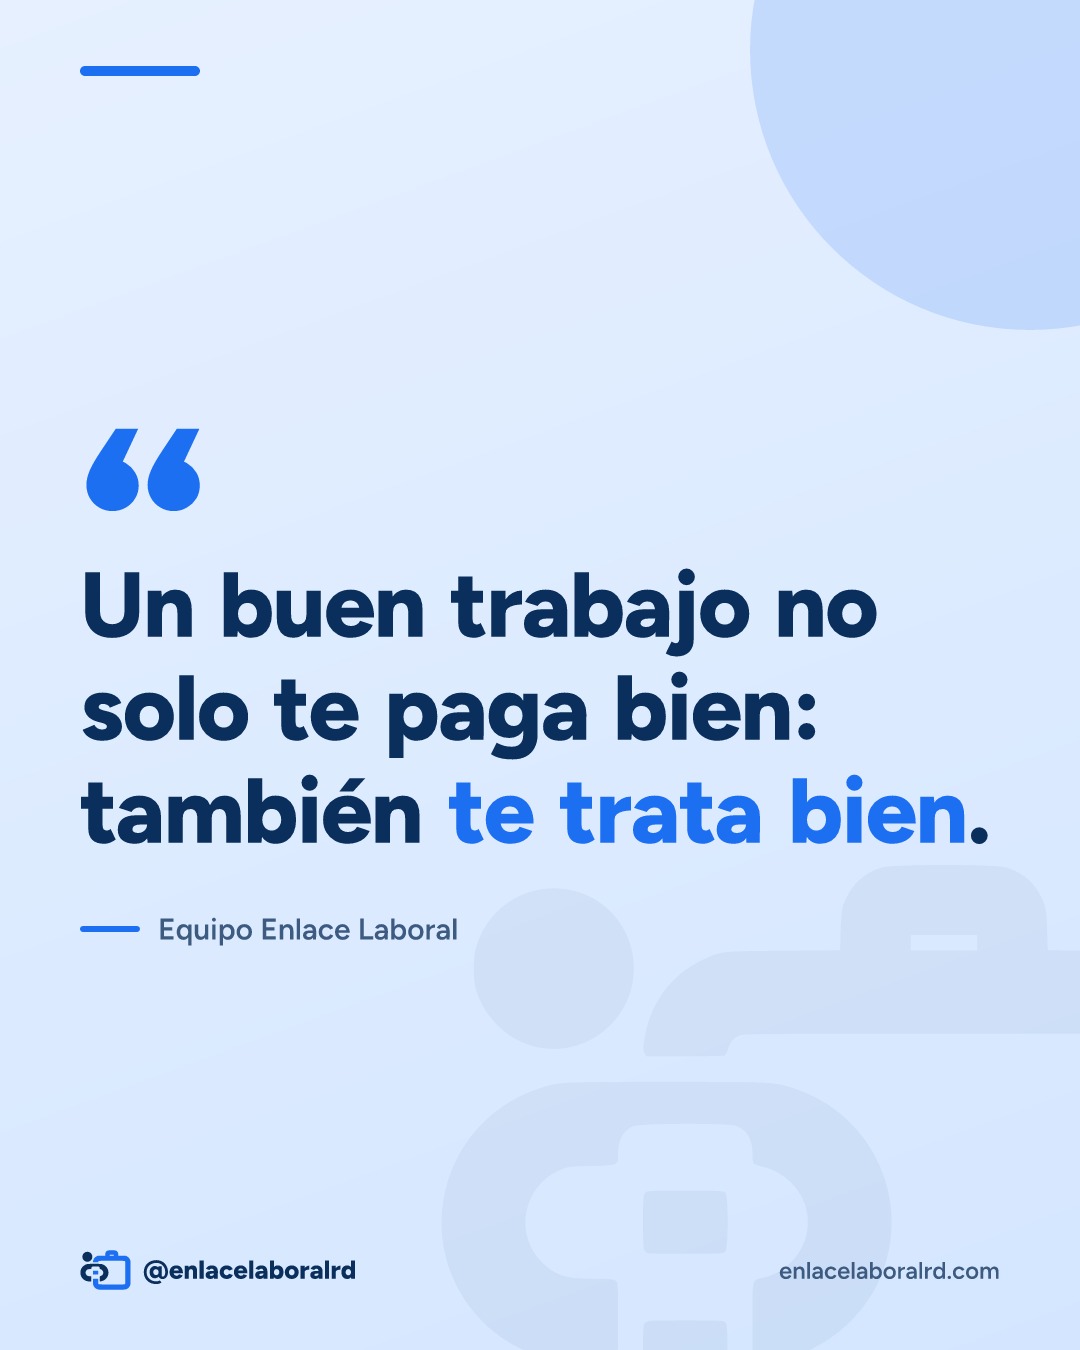 “
Un buen trabajo no
solo te paga bien:
también te trata bien.
— Equipo Enlace Laboral
@enlacelaboralrd
enlacelaboralrd.com